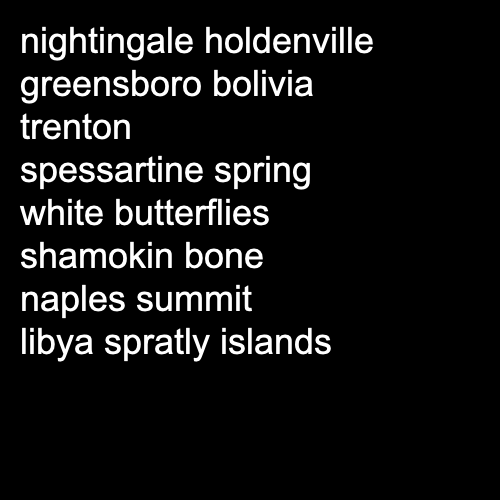 nightingale holdenville
greensboro bolivia
trenton
spessartine spring
white butterflies
shamokin bone
naples summit
libya spratly islands